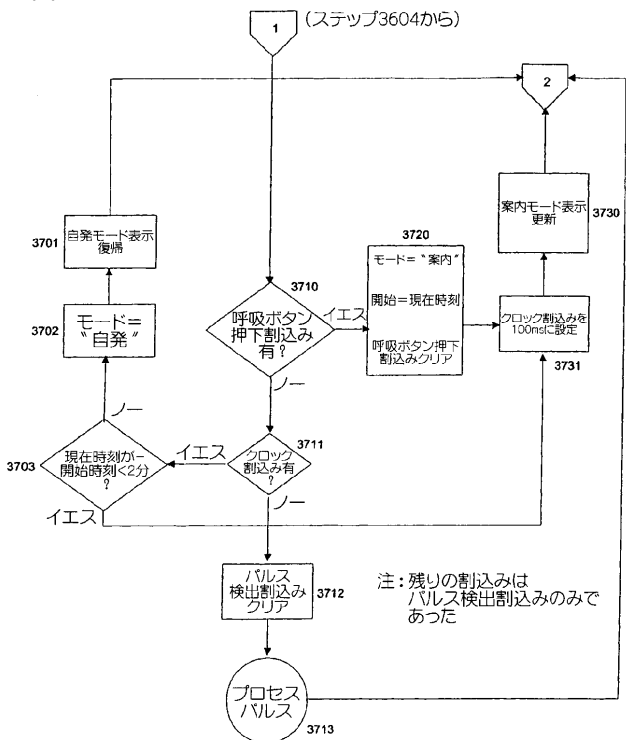 1
(ステップ3604から)
2
自発モード表示
復帰
3701
モード=
"自発"
3702
3710
呼吸ボタン
押下割込み
有?
イエス
ノー
3720
モード="案内"
開始=現在時刻
呼吸ボタン押下
割込みクリア
案内モード表示
更新
3730
クロック割込みを
100msに設定
3731
ノー
3703
現在時刻が-
開始時刻<2分
?
イエス
イエス
3711
クロック
割込み有
?
ノー
パルス
検出割込み
クリア
3712
注:残りの割込みは
パルス検出割込みのみで
あった
プロセス
パルス
3713